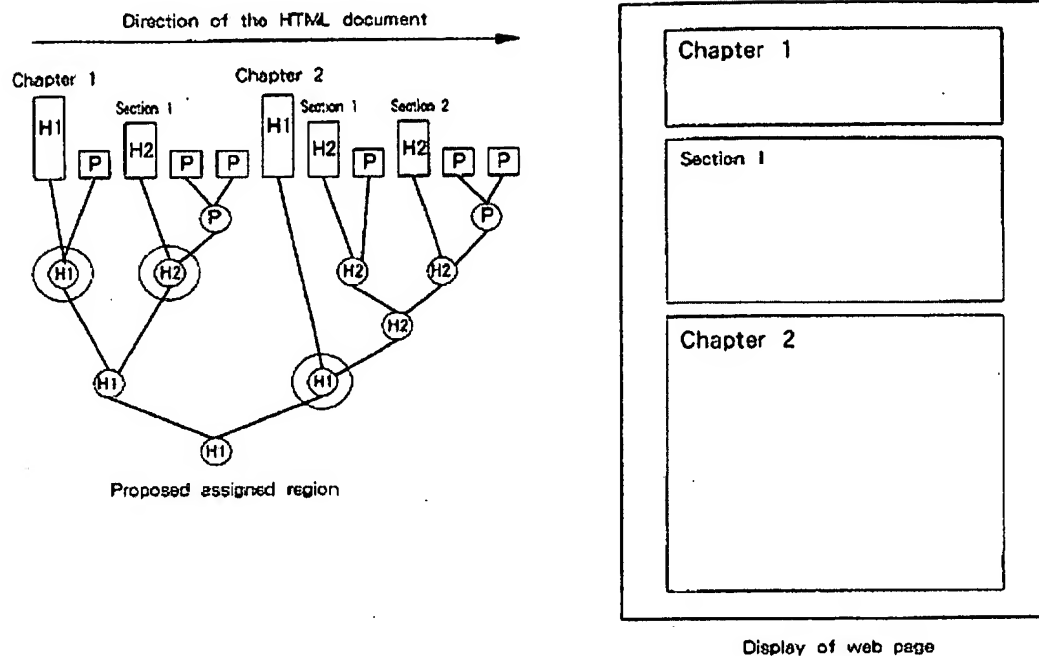 Direction of the HTML document
Chapter 1
Chapter 2
Section 1
Section 1
Section 2
H1
P
H2
P
P
H1
H2
P
H2
P
P
P
P
H1
H2
H2
H2
H2
H1
H1
H1
Proposed assigned region
Chapter 1
Section 1
Chapter 2
Display of web page